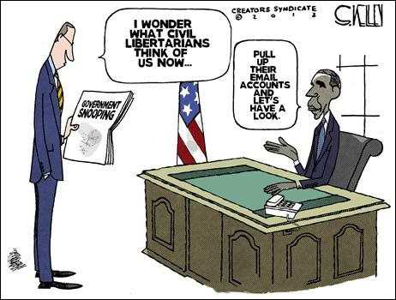 CREATORS SYNDICATE
© 2013
I WONDER
WHAT CIVIL
LIBERTARIANS
THINK OF
US NOW...
PULL
UP
THEIR
EMAIL
ACCOUNTS
AND
LET'S
HAVE A
LOOK.
GOVERNMENT
SNOOPING